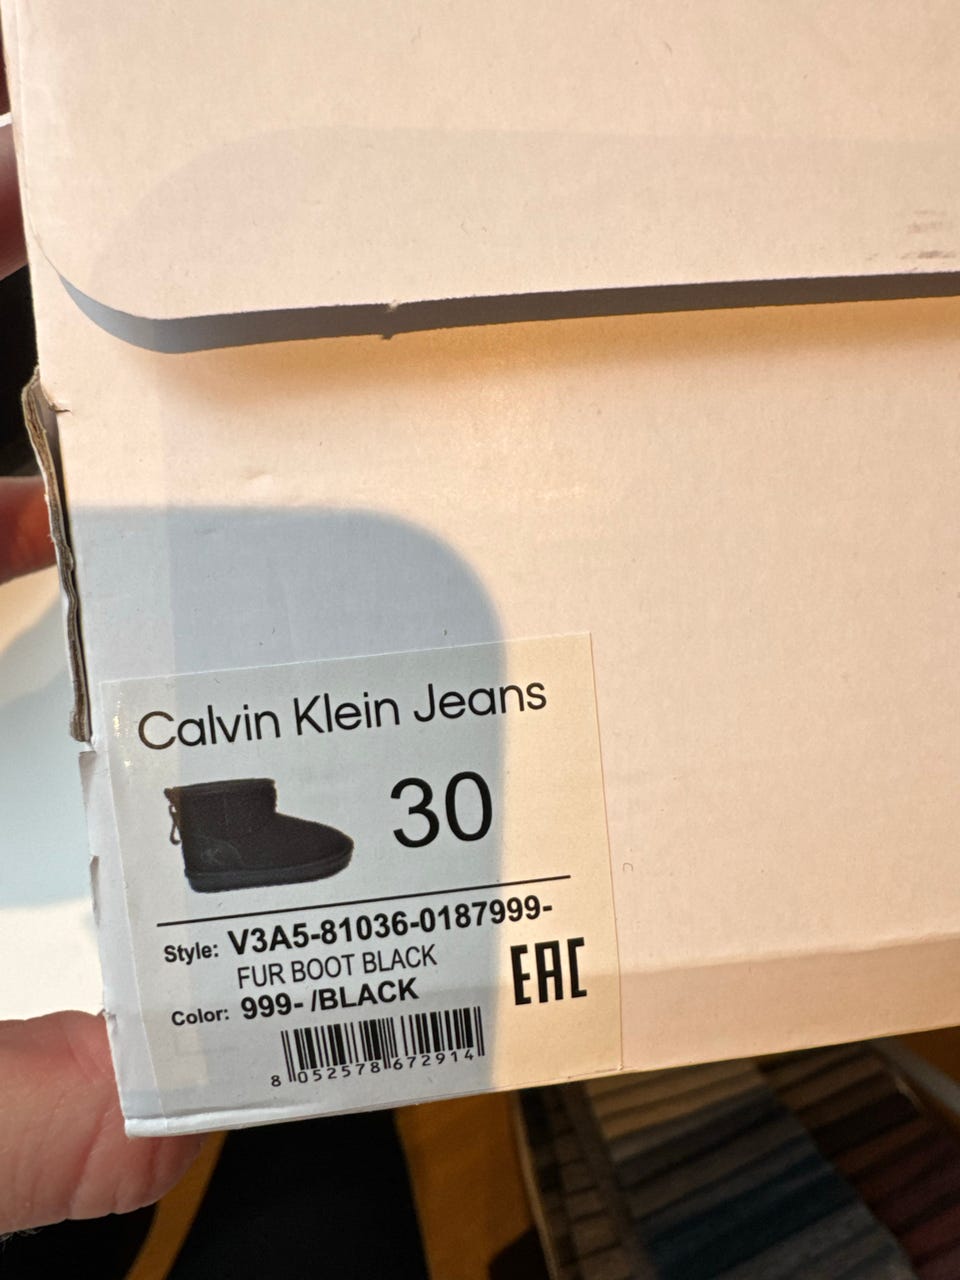 Calvin Klein Jeans
30
Style: V3A5-81036-0187999-
FUR BOOT BLACK
Color: 999- /BLACK
EAC
8 052578 672914